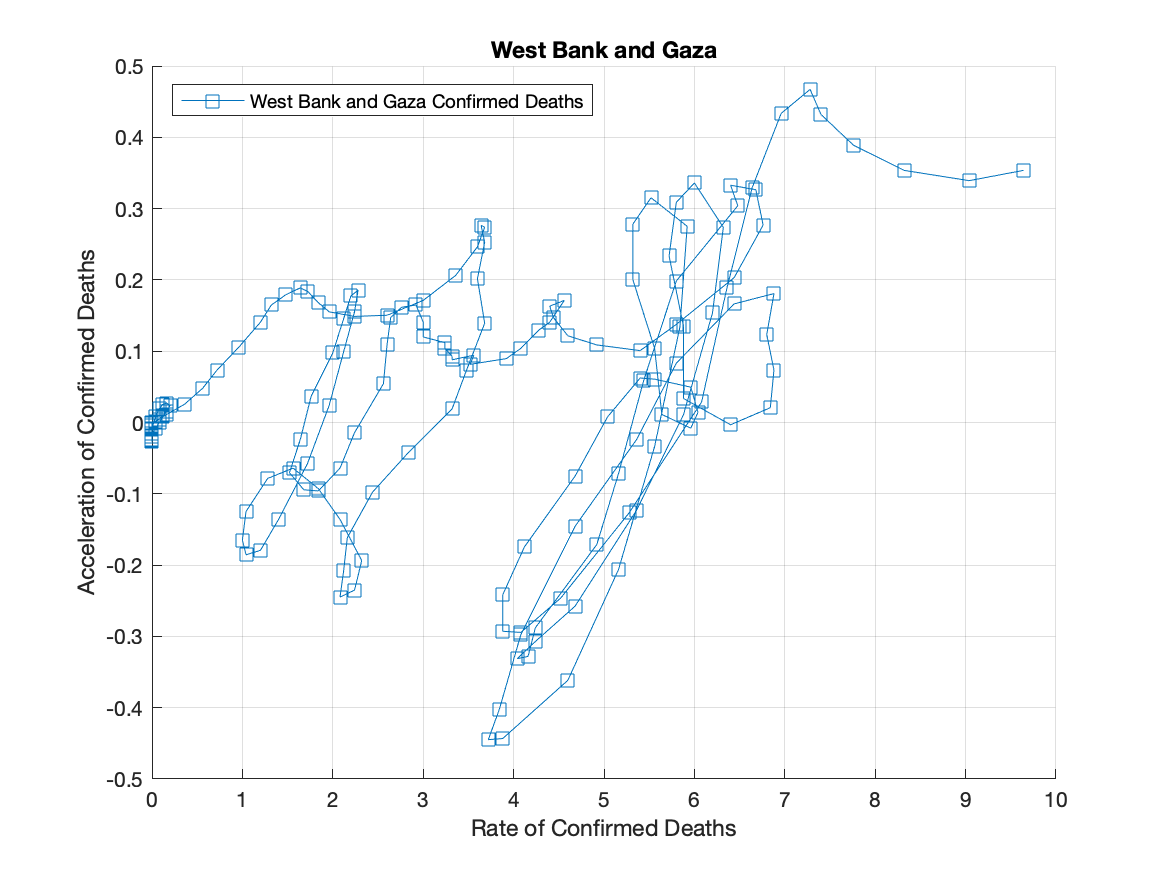 West Bank and Gaza
West Bank and Gaza Confirmed Deaths
0.5
0.4
0.3
0.2
0.1
0
-0.1
-0.2
-0.3
-0.4
-0.5
Acceleration of Confirmed Deaths
0 1 2 3 4 5 6 7 8 9 10
Rate of Confirmed Deaths